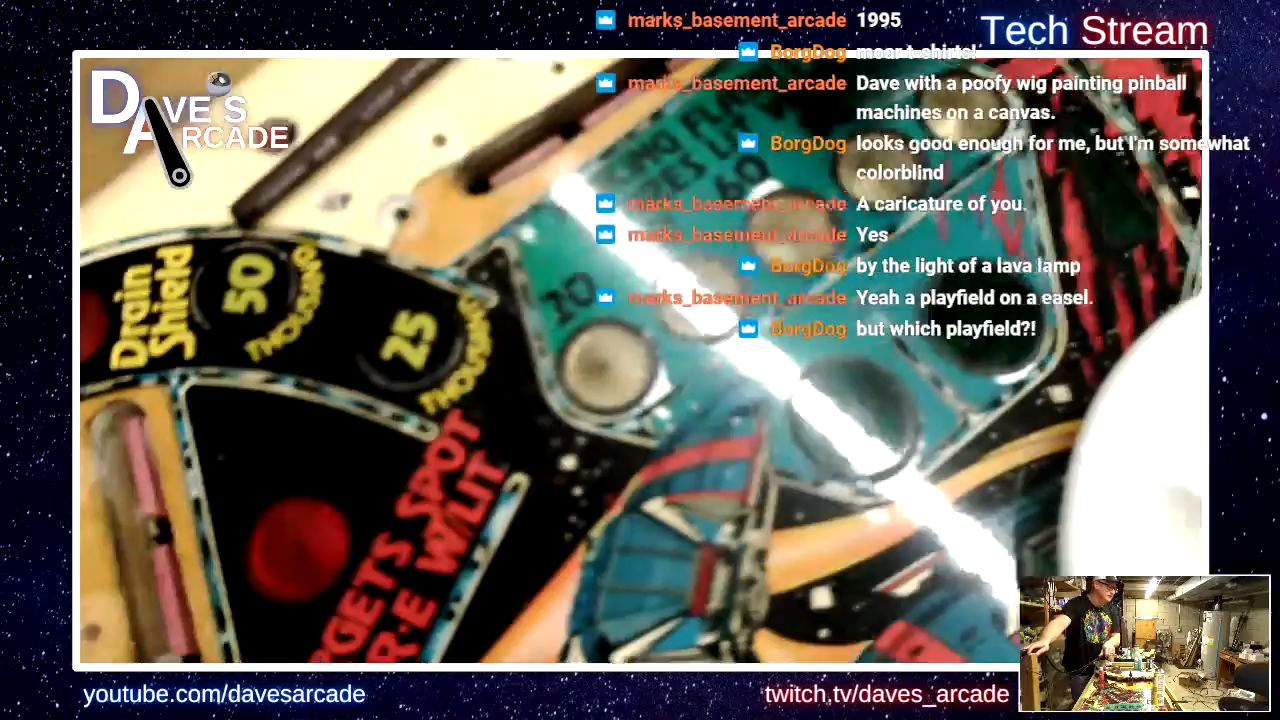 marks_basement_arcade 1995
Tech Stream
BorgDog moar t-shirts!
marks_basement_arcade Dave with a poofy wig painting pinball
machines on a canvas.
BorgDog looks good enough for me, but I'm somewhat
colorblind
marks_basement_arcade A caricature of you.
marks_basement_arcade Yes
BorgDog by the light of a lava lamp
marks_basement_arcade Yeah a playfield on a easel.
BorgDog but which playfield?!
DAVE'S
ARCADE
Drain
Shield
50
THOUSAND
25
THOUSAND
10
SPOT
W/LIT
youtube.com/davesarcade
twitch.tv/daves_arcade